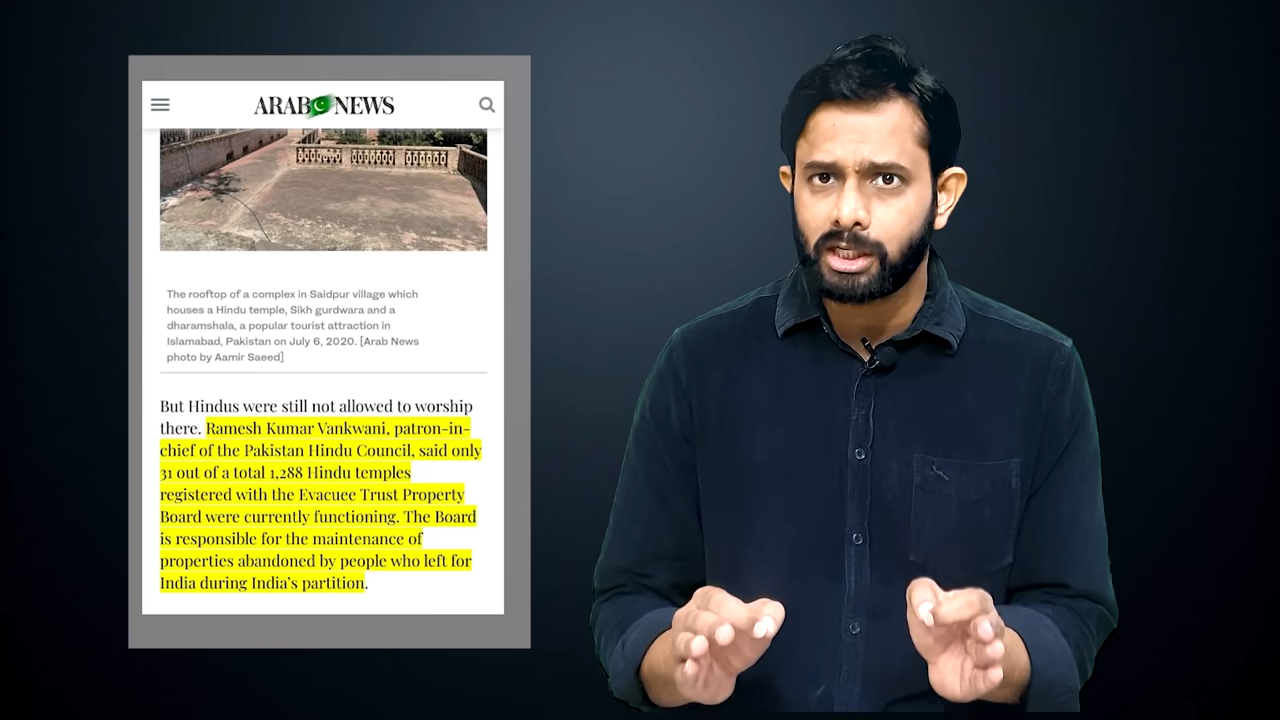 ARAB NEWS
The rooftop of a complex in Saidpur village which
houses a Hindu temple, Sikh gurdwara and a
dharamshala, a popular tourist attraction in
Islamabad, Pakistan on July 6, 2020. [Arab News
photo by Aamir Saeed]
But Hindus were still not allowed to worship
there. Ramesh Kumar Vankwani, patron-in-
chief of the Pakistan Hindu Council, said only
31 out of a total 1,288 Hindu temples
registered with the Evacuee Trust Property
Board were currently functioning. The Board
is responsible for the maintenance of
properties abandoned by people who left for
India during India’s partition.